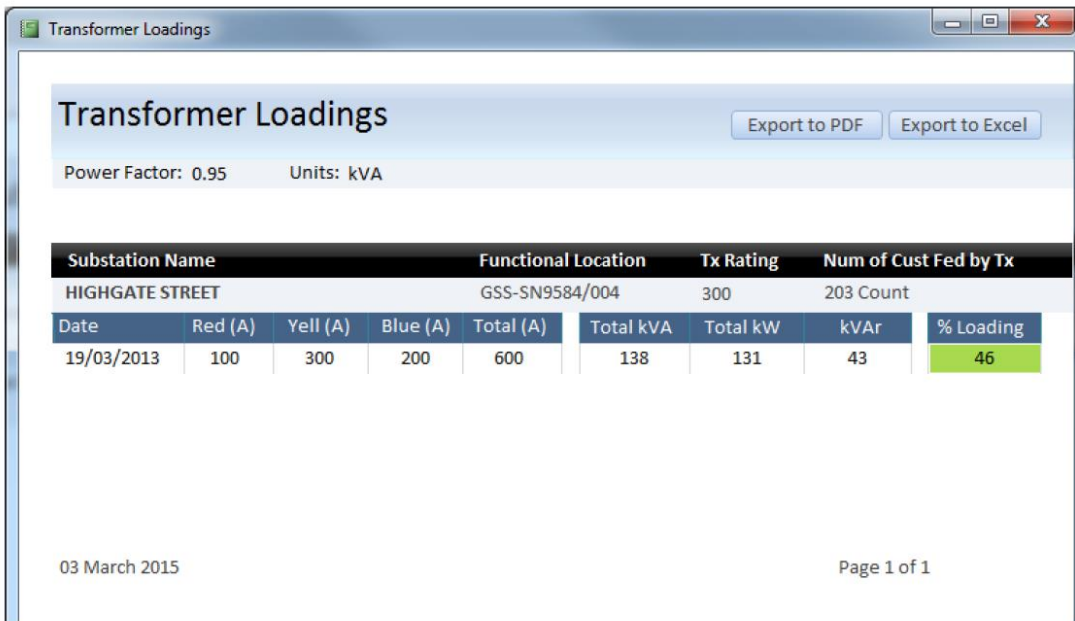 Transformer Loadings
Transformer Loadings
Export to PDF Export to Excel
Power Factor: 0.95 Units: kVA
Substation Name Functional Location Tx Rating Num of Cust Fed by Tx
HIGHGATE STREET GSS-SN9584/004 300 203 Count
Date Red (A) Yell (A) Blue (A) Total (A) Total kVA Total kW kVAr % Loading
19/03/2013 100 300 200 600 138 131 43 46
03 March 2015 Page 1 of 1